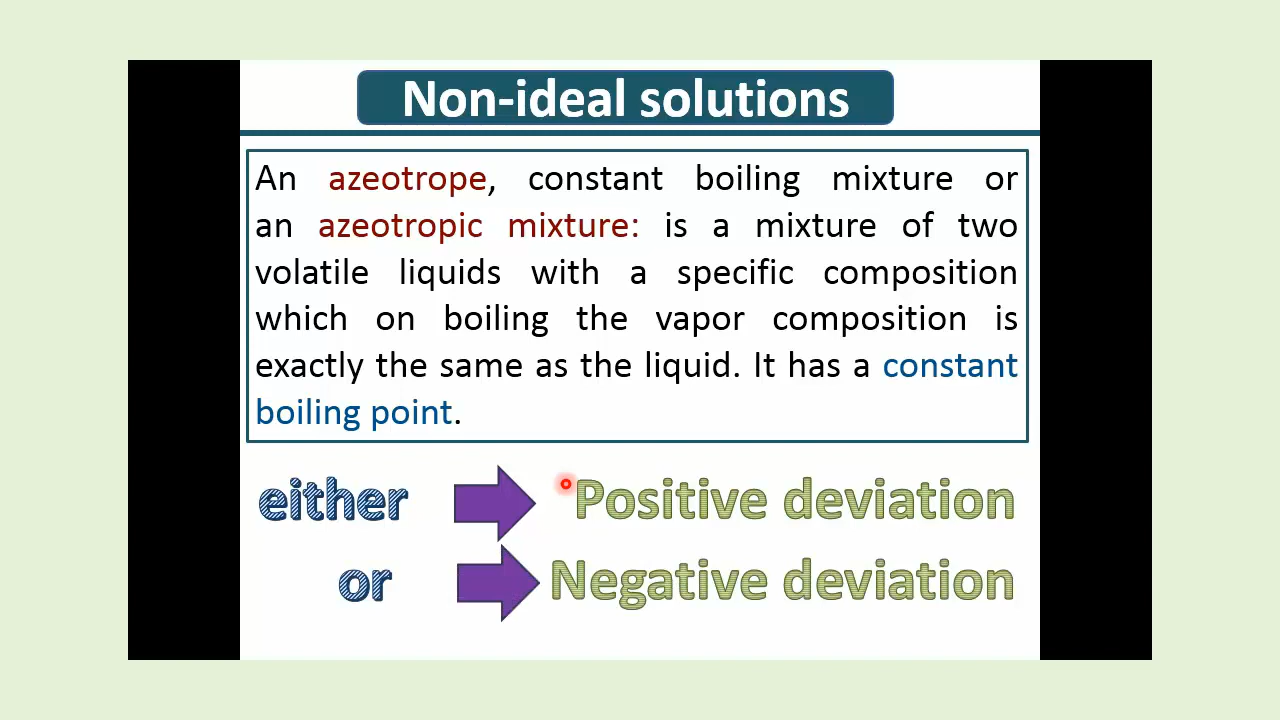 Non-ideal solutions
An azeotrope, constant boiling mixture or
an azeotropic mixture: is a mixture of two
volatile liquids with a specific composition
which on boiling the vapor composition is
exactly the same as the liquid. It has a constant
boiling point.
either Positive deviation
or Negative deviation